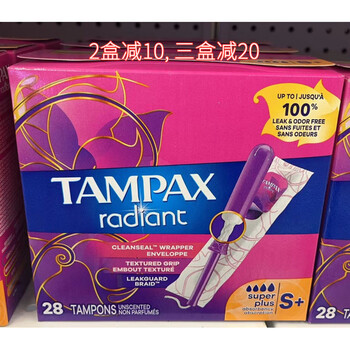 2盒减10, 三盒减20
UP TO | JUSQU'À
100%
LEAK & ODOR FREE
SANS FUITES ET
SANS ODEURS
TAMPAX
radiant
CLEANSEAL™ WRAPPER
ENVELOPPE
TEXTURED GRIP
EMBOUT TEXTURÉ
LEAKGUARD
BRAID™
28 TAMPONS UNSCENTED
NON PARFUMÉS
super
plus
absorbency
absorption
S+
28